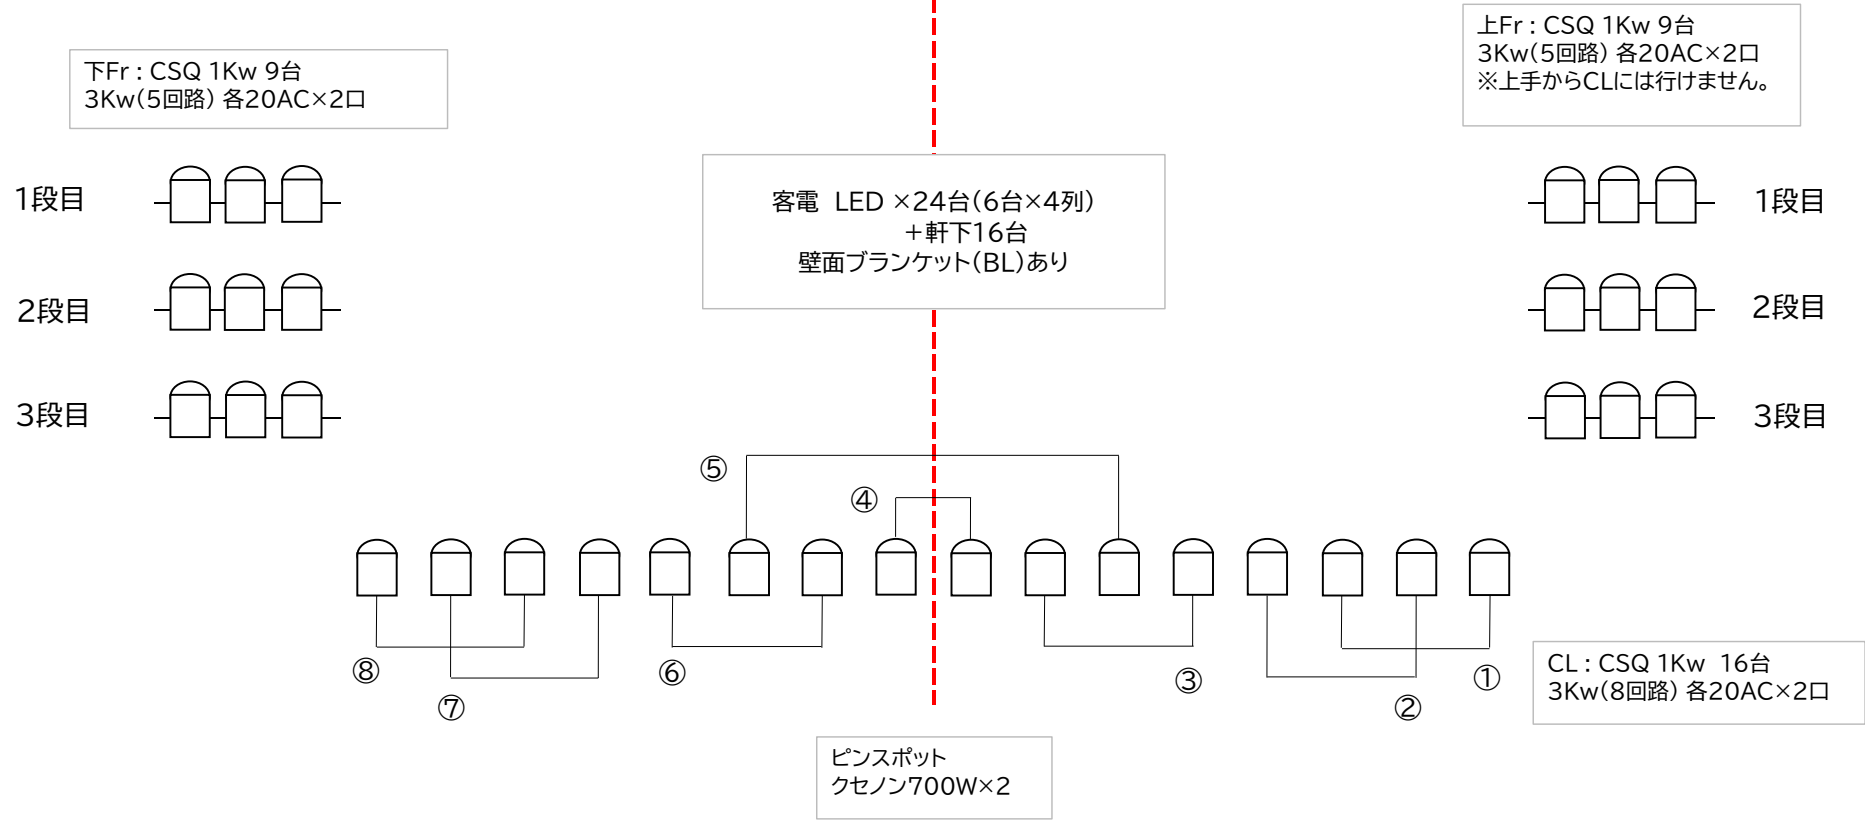 下Fr：CSQ 1Kw 9台
3Kw(5回路) 各20AC×2口
上Fr：CSQ 1Kw 9台
3Kw(5回路) 各20AC×2口
※上手からCLには行けません。
客電 LED ×24台(6台×4列)
＋軒下16台
壁面ブランケット(BL)あり
1段目
1段目
2段目
2段目
3段目
3段目
⑤
④
⑧
⑦
⑥
③
②
①
CL：CSQ 1Kw 16台
3Kw(8回路) 各20AC×2口
ピンスポット
クセノン700W×2